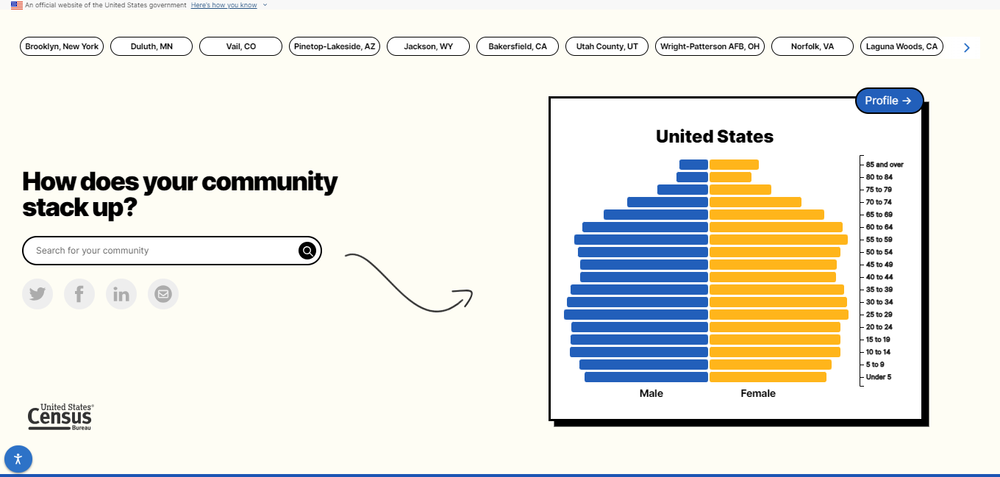 An official website of the United States government Here's how you know
Brooklyn, New York
Duluth, MN
Vail, CO
Pinetop-Lakeside, AZ
Jackson, WY
Bakersfield, CA
Utah County, UT
Wright-Patterson AFB, OH
Norfolk, VA
Laguna Woods, CA
Profile →
How does your community
stack up?
Search for your community
United States
85 and over
80 to 84
75 to 79
70 to 74
65 to 69
60 to 64
55 to 59
50 to 54
45 to 49
40 to 44
35 to 39
30 to 34
25 to 29
20 to 24
15 to 19
10 to 14
5 to 9
Under 5
Male
Female
United States®
Census
Bureau